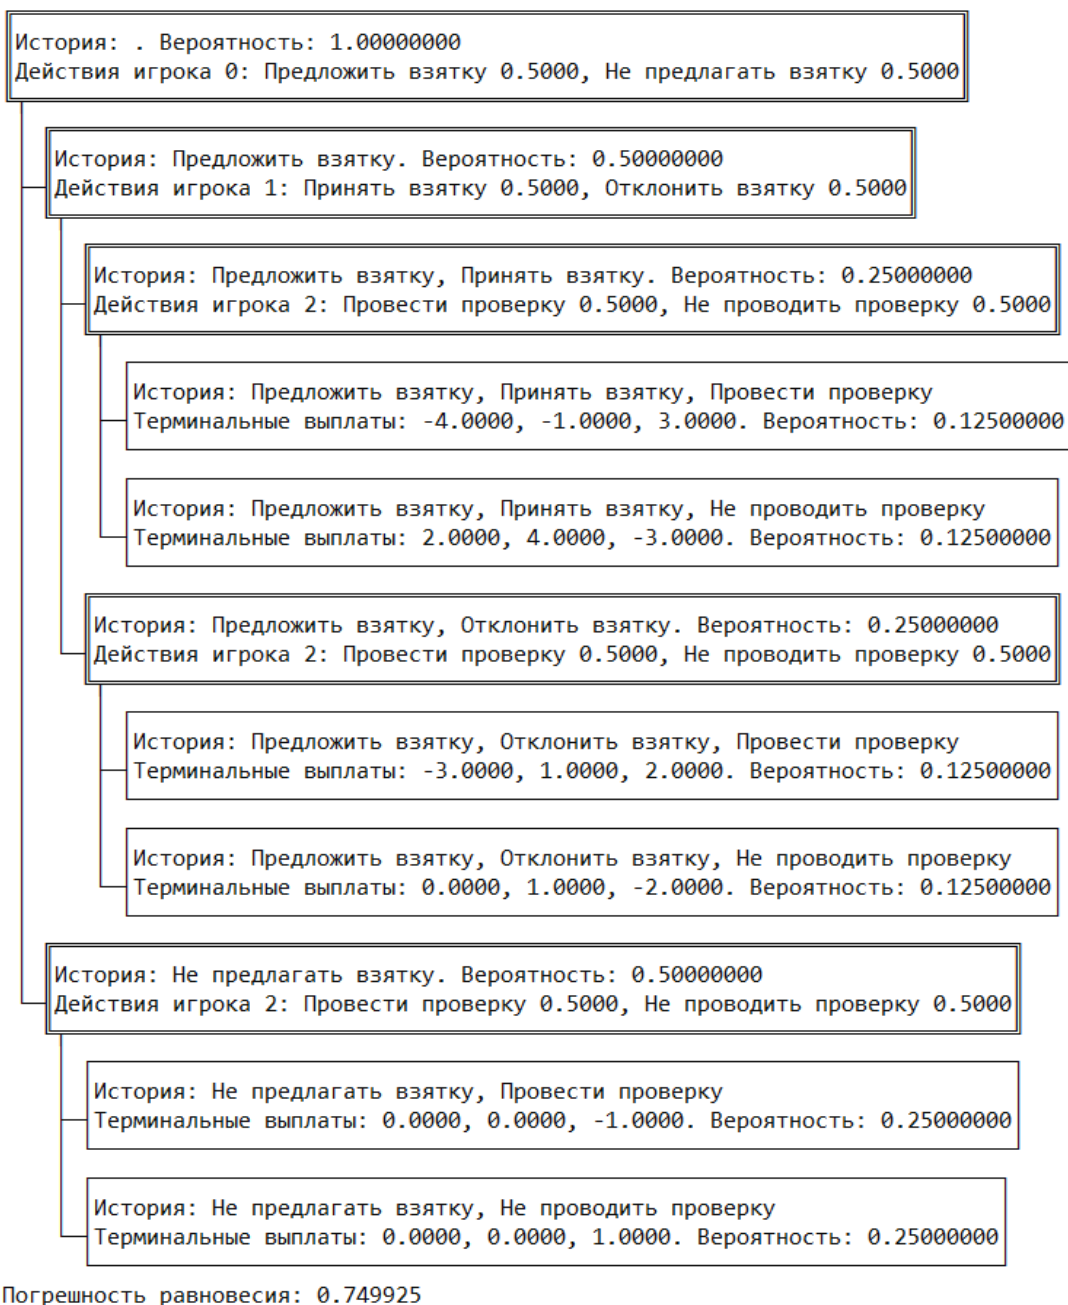 История: . Вероятность: 1.00000000
Действия игрока 0: Предложить взятку 0.5000, Не предлагать взятку 0.5000
История: Предложить взятку. Вероятность: 0.50000000
Действия игрока 1: Принять взятку 0.5000, Отклонить взятку 0.5000
История: Предложить взятку, Принять взятку. Вероятность: 0.25000000
Действия игрока 2: Провести проверку 0.5000, Не проводить проверку 0.5000
История: Предложить взятку, Принять взятку, Провести проверку
Терминальные выплаты: -4.0000, -1.0000, 3.0000. Вероятность: 0.12500000
История: Предложить взятку, Принять взятку, Не проводить проверку
Терминальные выплаты: 2.0000, 4.0000, -3.0000. Вероятность: 0.12500000
История: Предложить взятку, Отклонить взятку. Вероятность: 0.25000000
Действия игрока 2: Провести проверку 0.5000, Не проводить проверку 0.5000
История: Предложить взятку, Отклонить взятку, Провести проверку
Терминальные выплаты: -3.0000, 1.0000, 2.0000. Вероятность: 0.12500000
История: Предложить взятку, Отклонить взятку, Не проводить проверку
Терминальные выплаты: 0.0000, 1.0000, -2.0000. Вероятность: 0.12500000
История: Не предлагать взятку. Вероятность: 0.50000000
Действия игрока 2: Провести проверку 0.5000, Не проводить проверку 0.5000
История: Не предлагать взятку, Провести проверку
Терминальные выплаты: 0.0000, 0.0000, -1.0000. Вероятность: 0.25000000
История: Не предлагать взятку, Не проводить проверку
Терминальные выплаты: 0.0000, 0.0000, 1.0000. Вероятность: 0.25000000
Погрешность равновесия: 0.749925